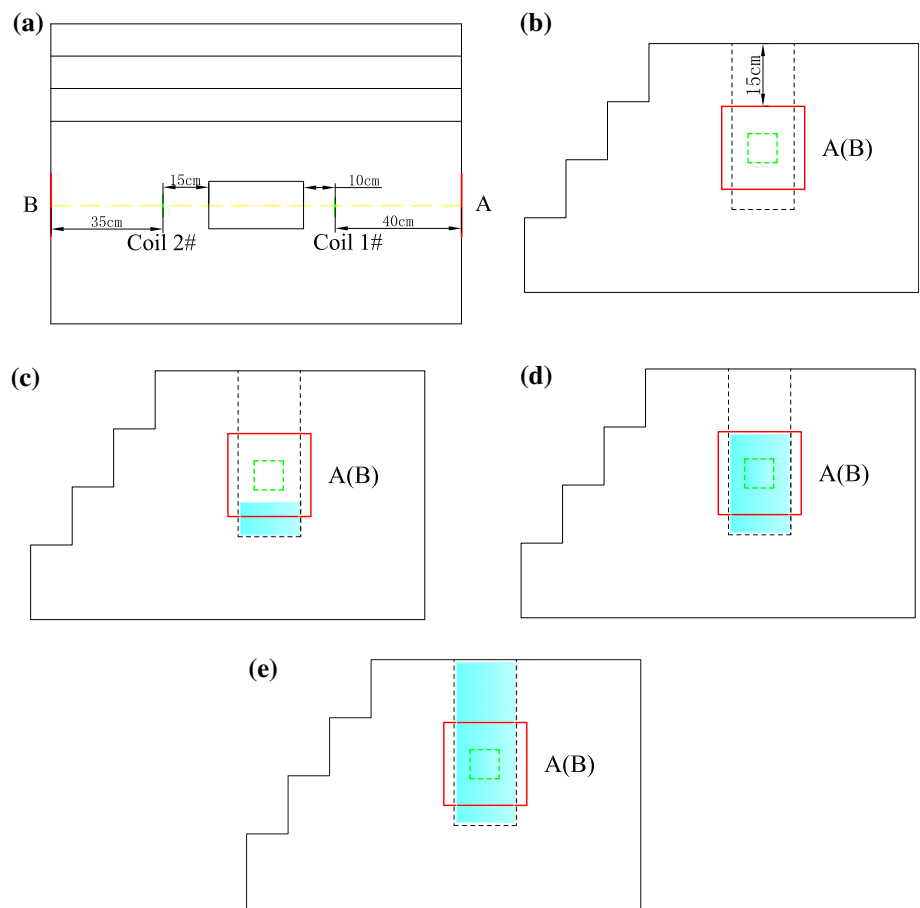 (a)
(b)
15cm
A(B)
15cm
10cm
B
A
35cm
40cm
Coil 2#
Coil 1#
(c)
(d)
A(B)
A(B)
(e)
A(B)